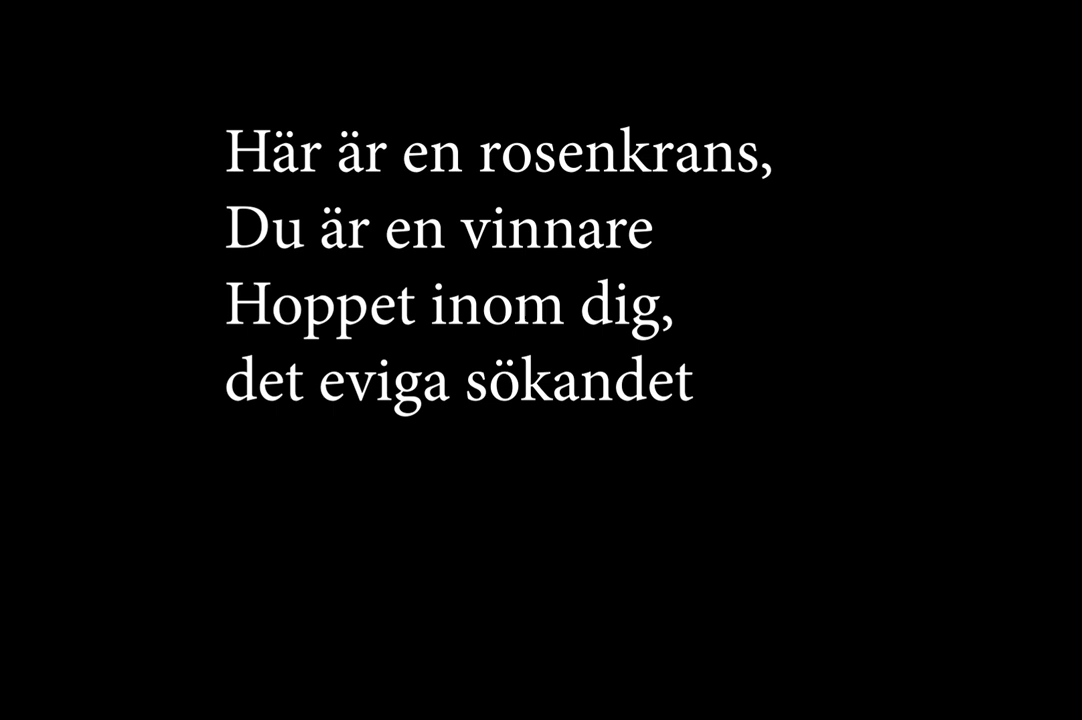 Här är en rosenkrans,
Du är en vinnare
Hoppet inom dig,
det eviga sökandet